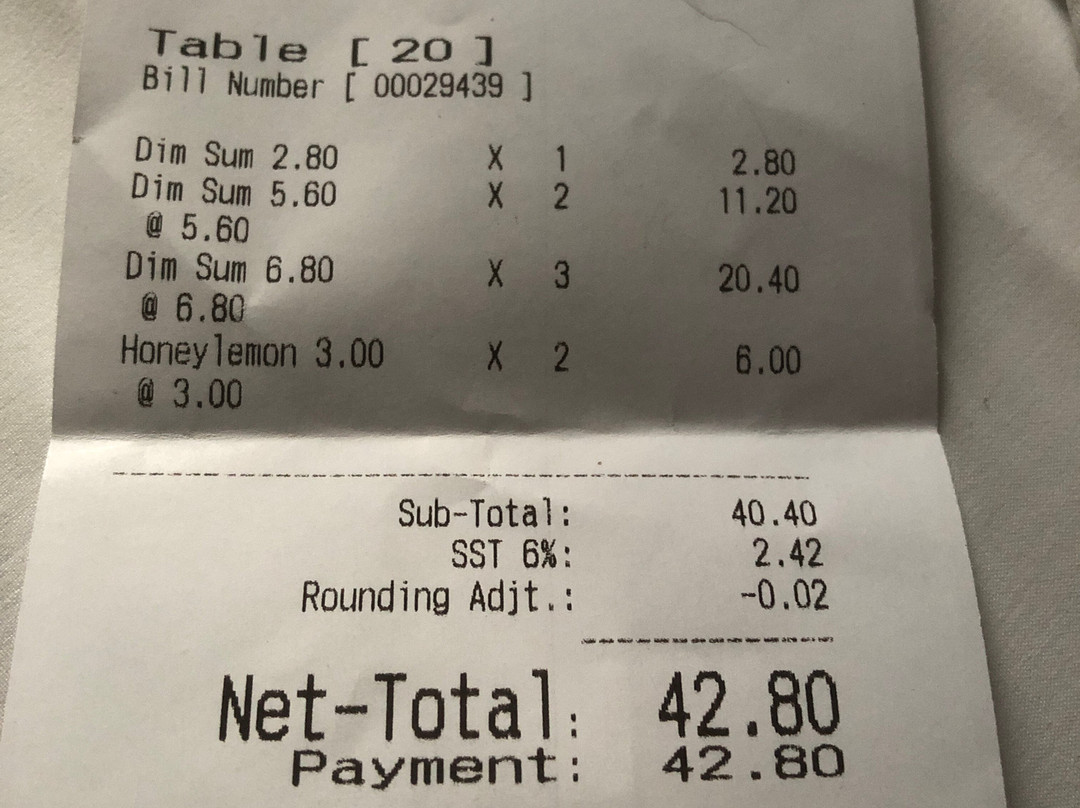 Table [ 20 ]
Bill Number [ 00029439 ]
Dim Sum 2.80 X 1 2.80
Dim Sum 5.60 X 2 11.20
@ 5.60
Dim Sum 6.80 X 3 20.40
@ 6.80
Honeylemon 3.00 X 2 6.00
@ 3.00
Sub-Total: 40.40
SST 6%: 2.42
Rounding Adjt.: -0.02
Net-Total: 42.80
Payment: 42.80